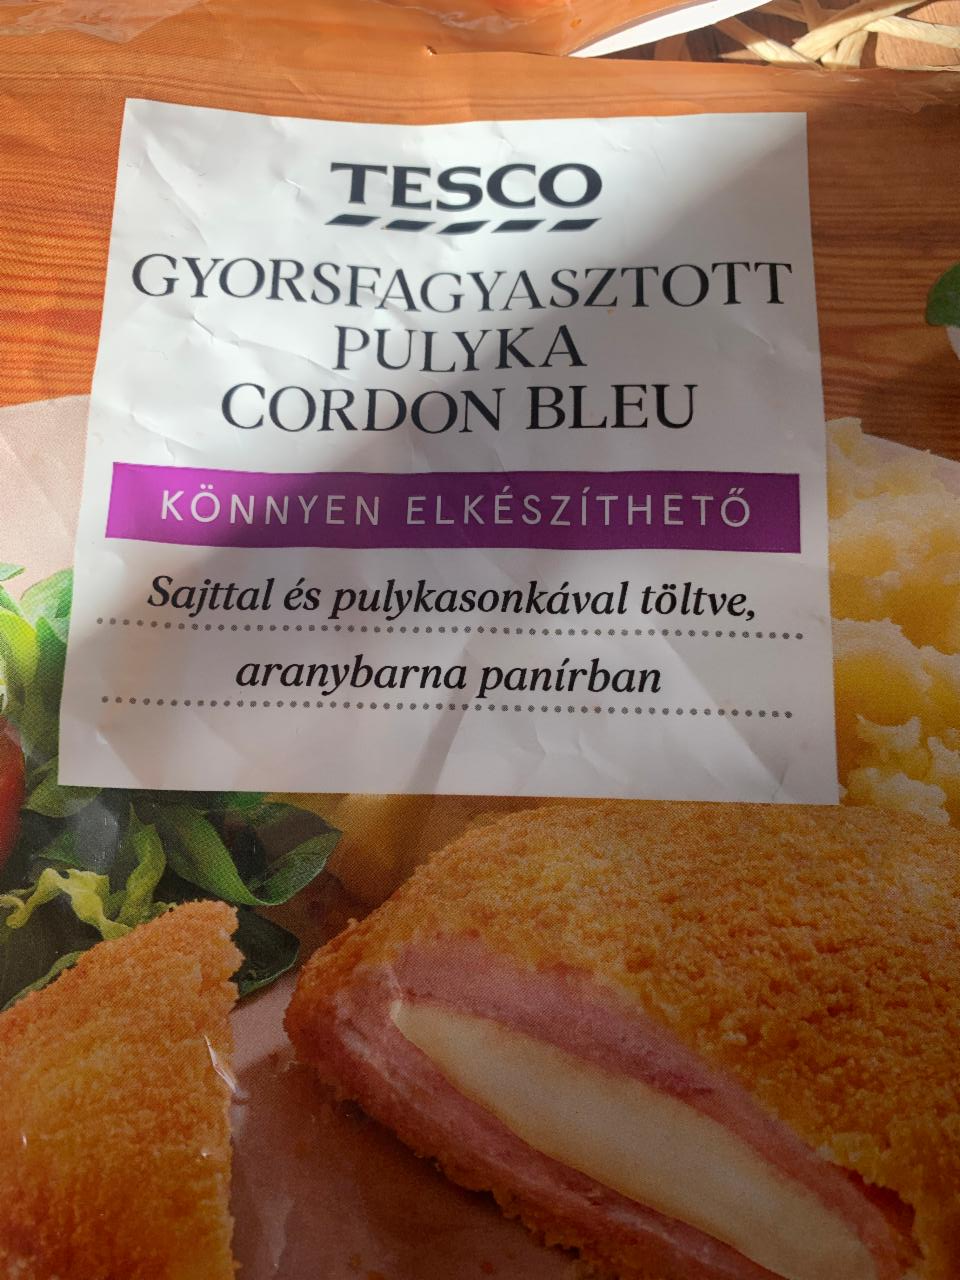 TESCO
GYORSFAGYASZTOTT
PULYKA
CORDON BLEU
KÖNNYEN ELKÉSZÍTHETŐ
Sajttal és pulykasonkával töltve,
aranybarna panírban